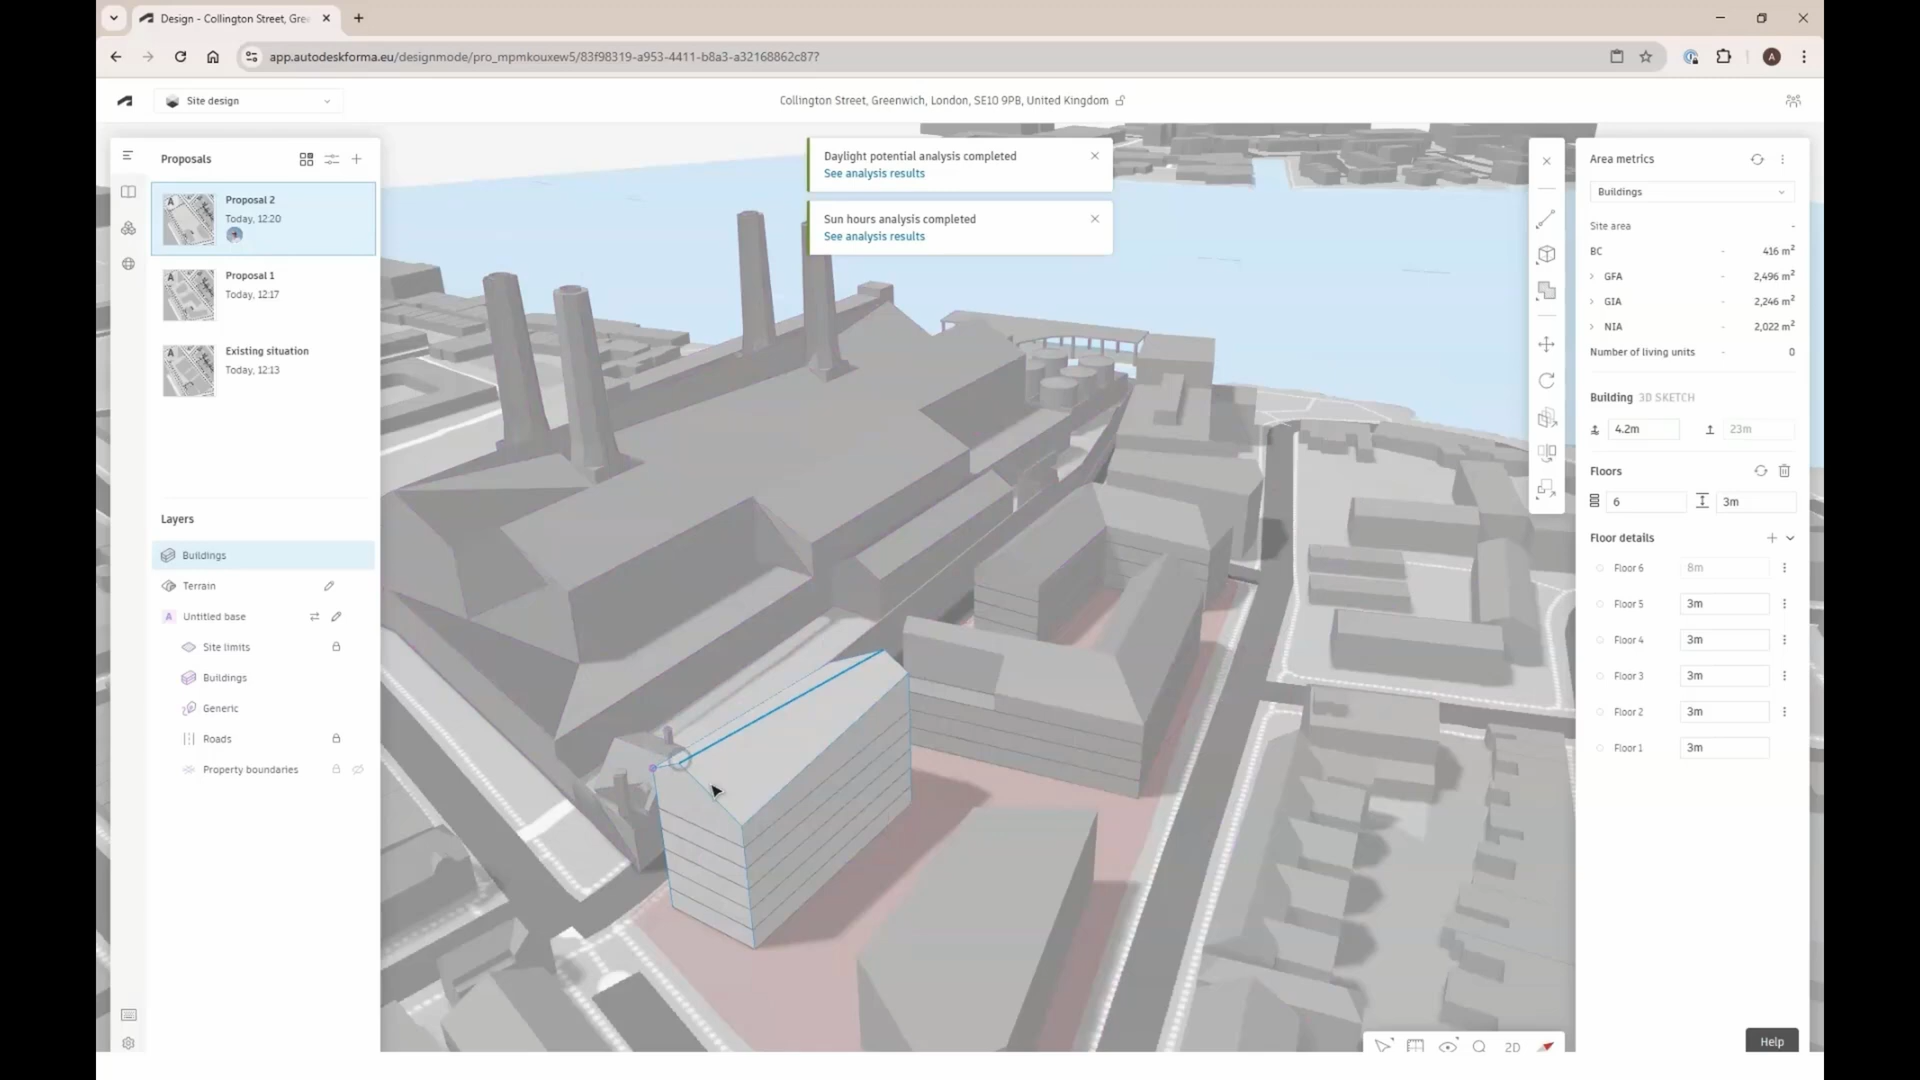 Design - Collington Street, Gree
app.autodeskforma.eu/designmode/pro_mpmkouxew5/83f98319-a953-4411-b8a3-a32168862c87?
A
Site design
Collington Street, Greenwich, London, SE10 9PB, United Kingdom
Proposals
A
Proposal 2
Today, 12:20
A
Proposal 1
Today, 12:17
A
Existing situation
Today, 12:13
Layers
Buildings
Terrain
A Untitled base
Site limits
Buildings
Generic
Roads
Property boundaries
Daylight potential analysis completed
See analysis results
Sun hours analysis completed
See analysis results
Area metrics
Buildings
Site area -
BC - 416 m²
GFA - 2,496 m²
GIA - 2,246 m²
NIA - 2,022 m²
Number of living units - 0
Building 3D SKETCH
4.2m 23m
Floors
6 3m
Floor details
Floor 6 8m
Floor 5 3m
Floor 4 3m
Floor 3 3m
Floor 2 3m
Floor 1 3m
2D
Help